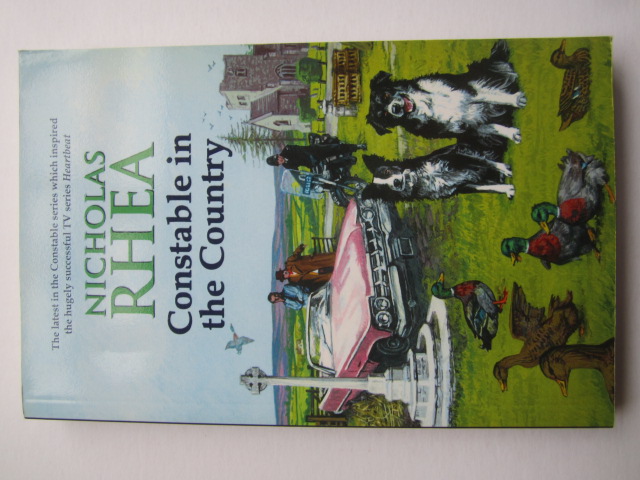 The latest in the Constable series which inspired
the hugely successful TV series Heartbeat
NICHOLAS
RHEA
Constable in
the Country